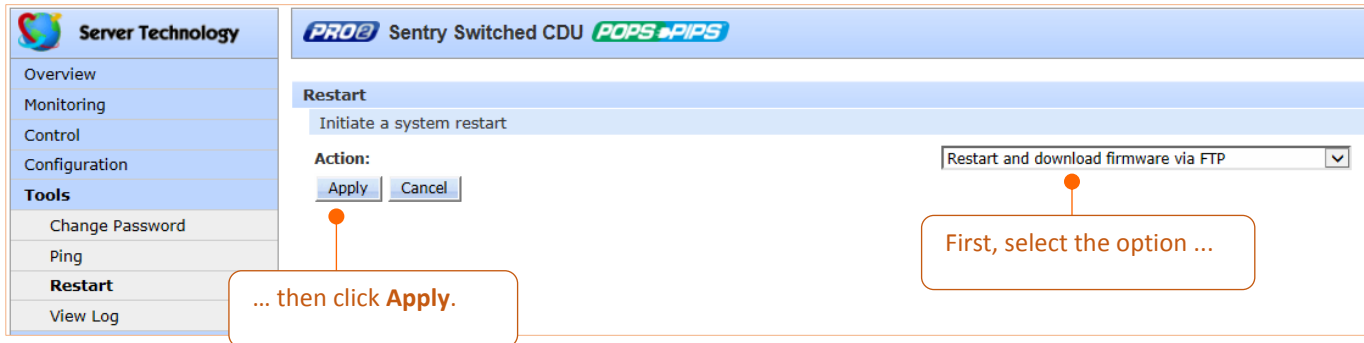 Server Technology
PRO2 Sentry Switched CDU POPS PIPS
Overview
Monitoring
Control
Configuration
Tools
Change Password
Ping
Restart
View Log
Restart
Initiate a system restart
Action:
Restart and download firmware via FTP
Apply Cancel
First, select the option ...
… then click Apply.